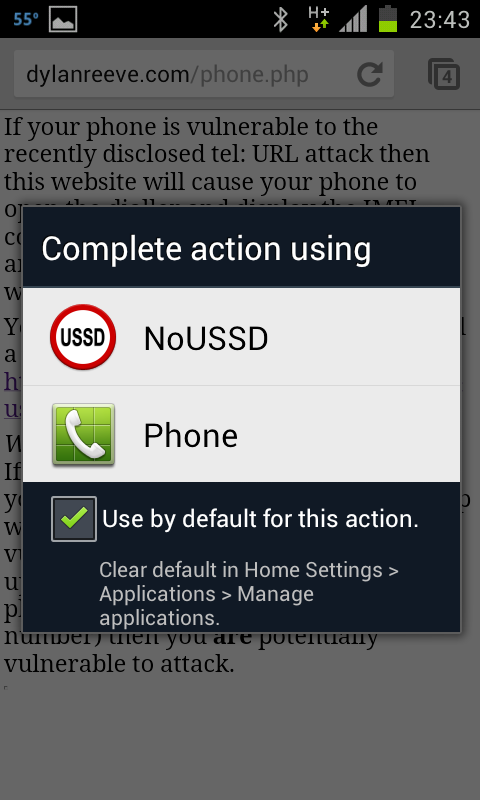 55°
H+
23:43
dylanreeve.com/phone.php
4
If your phone is vulnerable to the
recently disclosed tel: URL attack then
this website will cause your phone to
Complete action using
USSD
NoUSSD
Phone
Use by default for this action.
Clear default in Home Settings >
Applications > Manage
applications.
number) then you are potentially
vulnerable to attack.